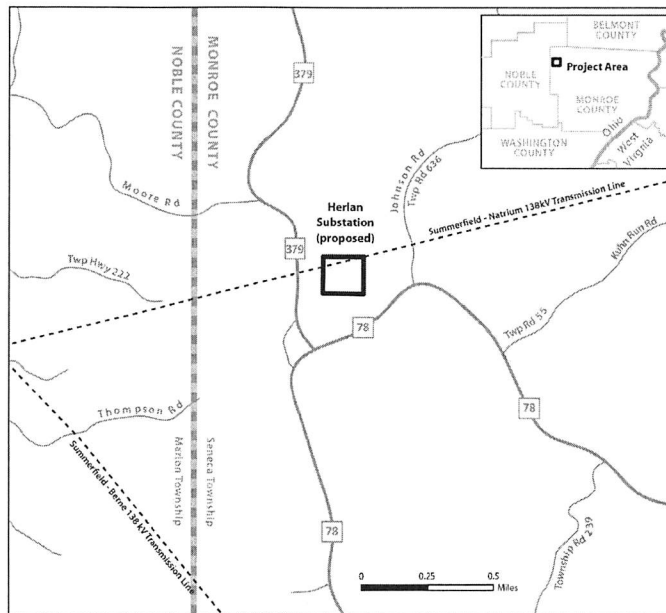 BELMONT
COUNTY
Project Area
NOBLE
COUNTY
MONROE
COUNTY
WASHINGTON
COUNTY
Ohio
West
Virginia
379
NOBLE COUNTY
MONROE COUNTY
Moore Rd
Johnson Rd
Twp Rd 636
Herlan
Substation
(proposed)
Summerfield - Natrium 138kV Transmission Line
379
Twp Hwy 222
Kuhn Run Rd
Twp Rd 55
78
Thompson Rd
78
Marion Township
Seneca Township
Summerfield - Berne 138 kV Transmission Line
78
Township Rd 239
0 0.25 0.5
Miles